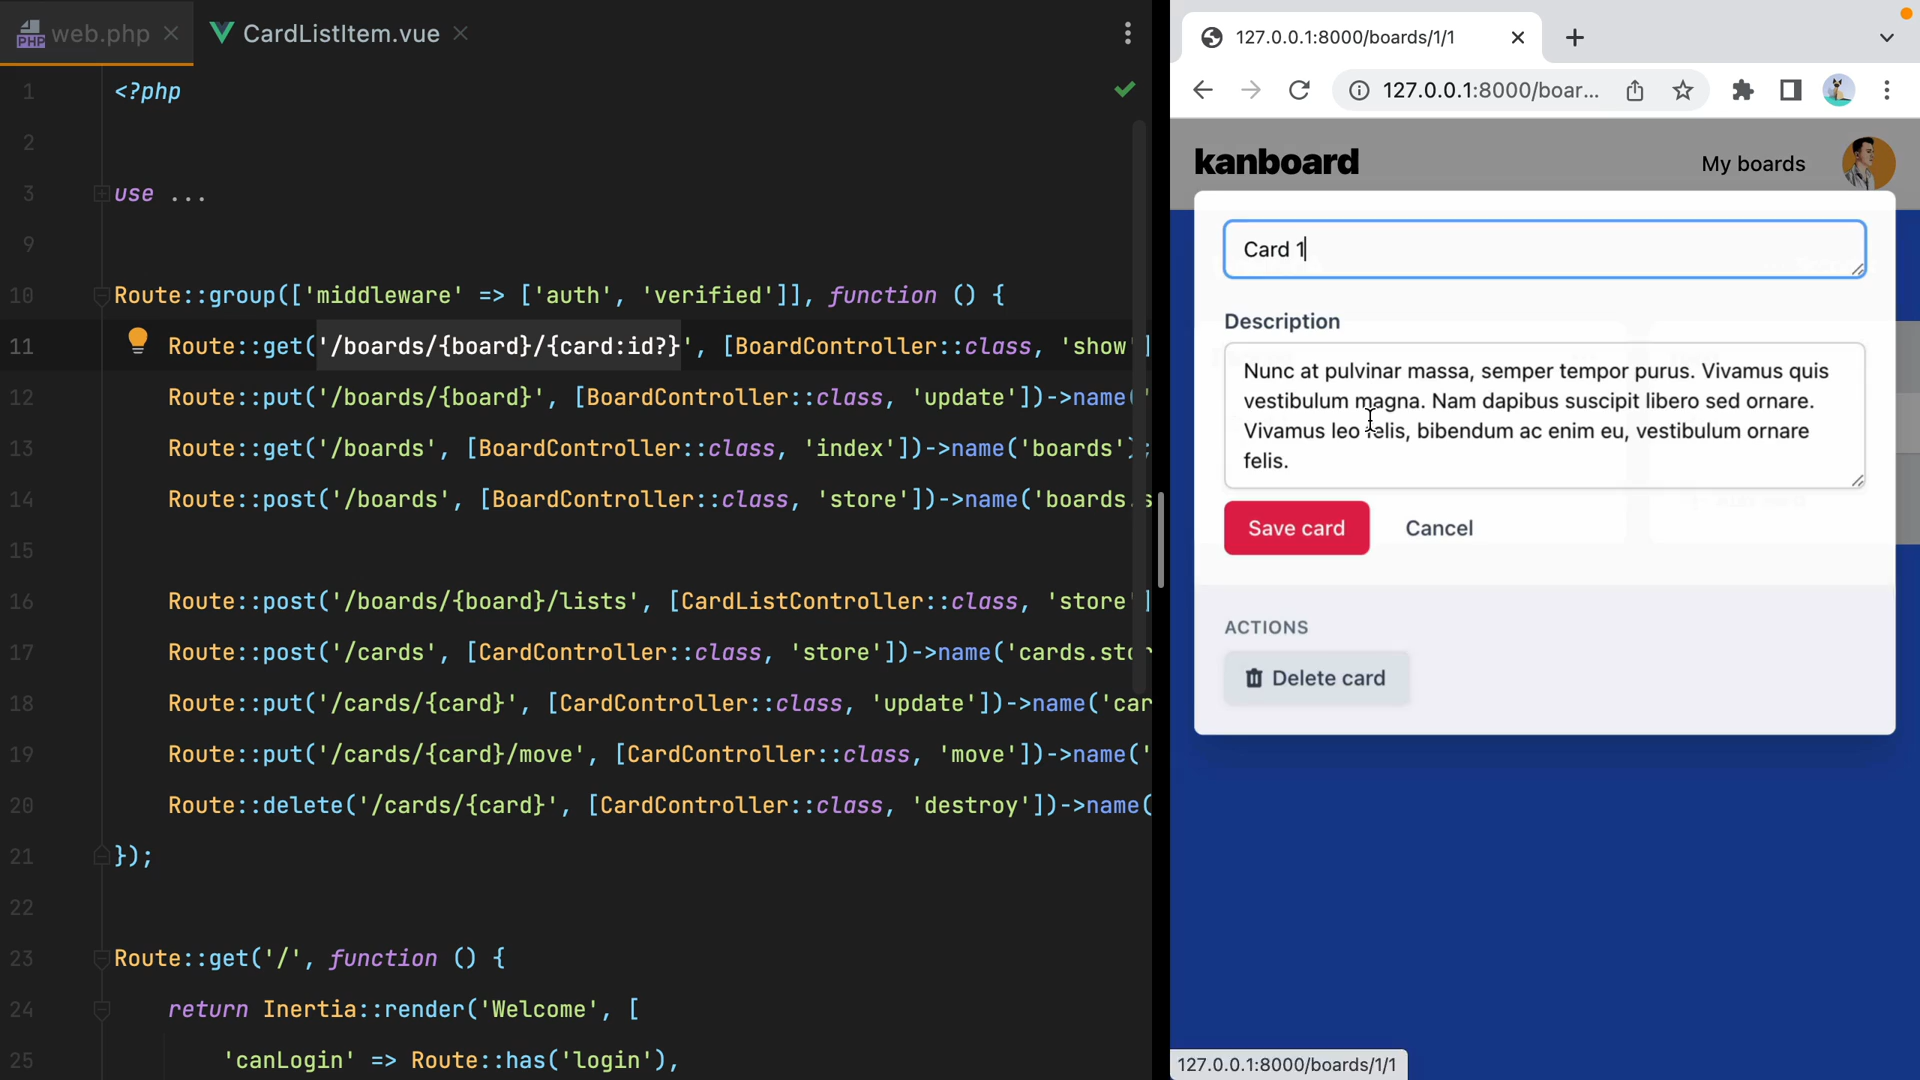 web.php
CardListItem.vue
1 <?php
2
3 use ...
9
10 Route::group(['middleware' => ['auth', 'verified']], function () {
11 Route::get('/boards/{board}/{card:id?}', [BoardController::class, 'show']
12 Route::put('/boards/{board}', [BoardController::class, 'update'])->name('
13 Route::get('/boards', [BoardController::class, 'index'])->name('boards');
14 Route::post('/boards', [BoardController::class, 'store'])->name('boards.s
15
16 Route::post('/boards/{board}/lists', [CardListController::class, 'store']
17 Route::post('/cards', [CardController::class, 'store'])->name('cards.stor
18 Route::put('/cards/{card}', [CardController::class, 'update'])->name('car
19 Route::put('/cards/{card}/move', [CardController::class, 'move'])->name('
20 Route::delete('/cards/{card}', [CardController::class, 'destroy'])->name(
21 });
22
23 Route::get('/', function () {
24 return Inertia::render('Welcome', [
25 'canLogin' => Route::has('login'),
127.0.0.1:8000/boards/1/1
127.0.0.1:8000/boar...
kanboard
My boards
Card 1
Description
Nunc at pulvinar massa, semper tempor purus. Vivamus quis
vestibulum magna. Nam dapibus suscipit libero sed ornare.
Vivamus leo felis, bibendum ac enim eu, vestibulum ornare
felis.
Save card
Cancel
ACTIONS
Delete card
127.0.0.1:8000/boards/1/1